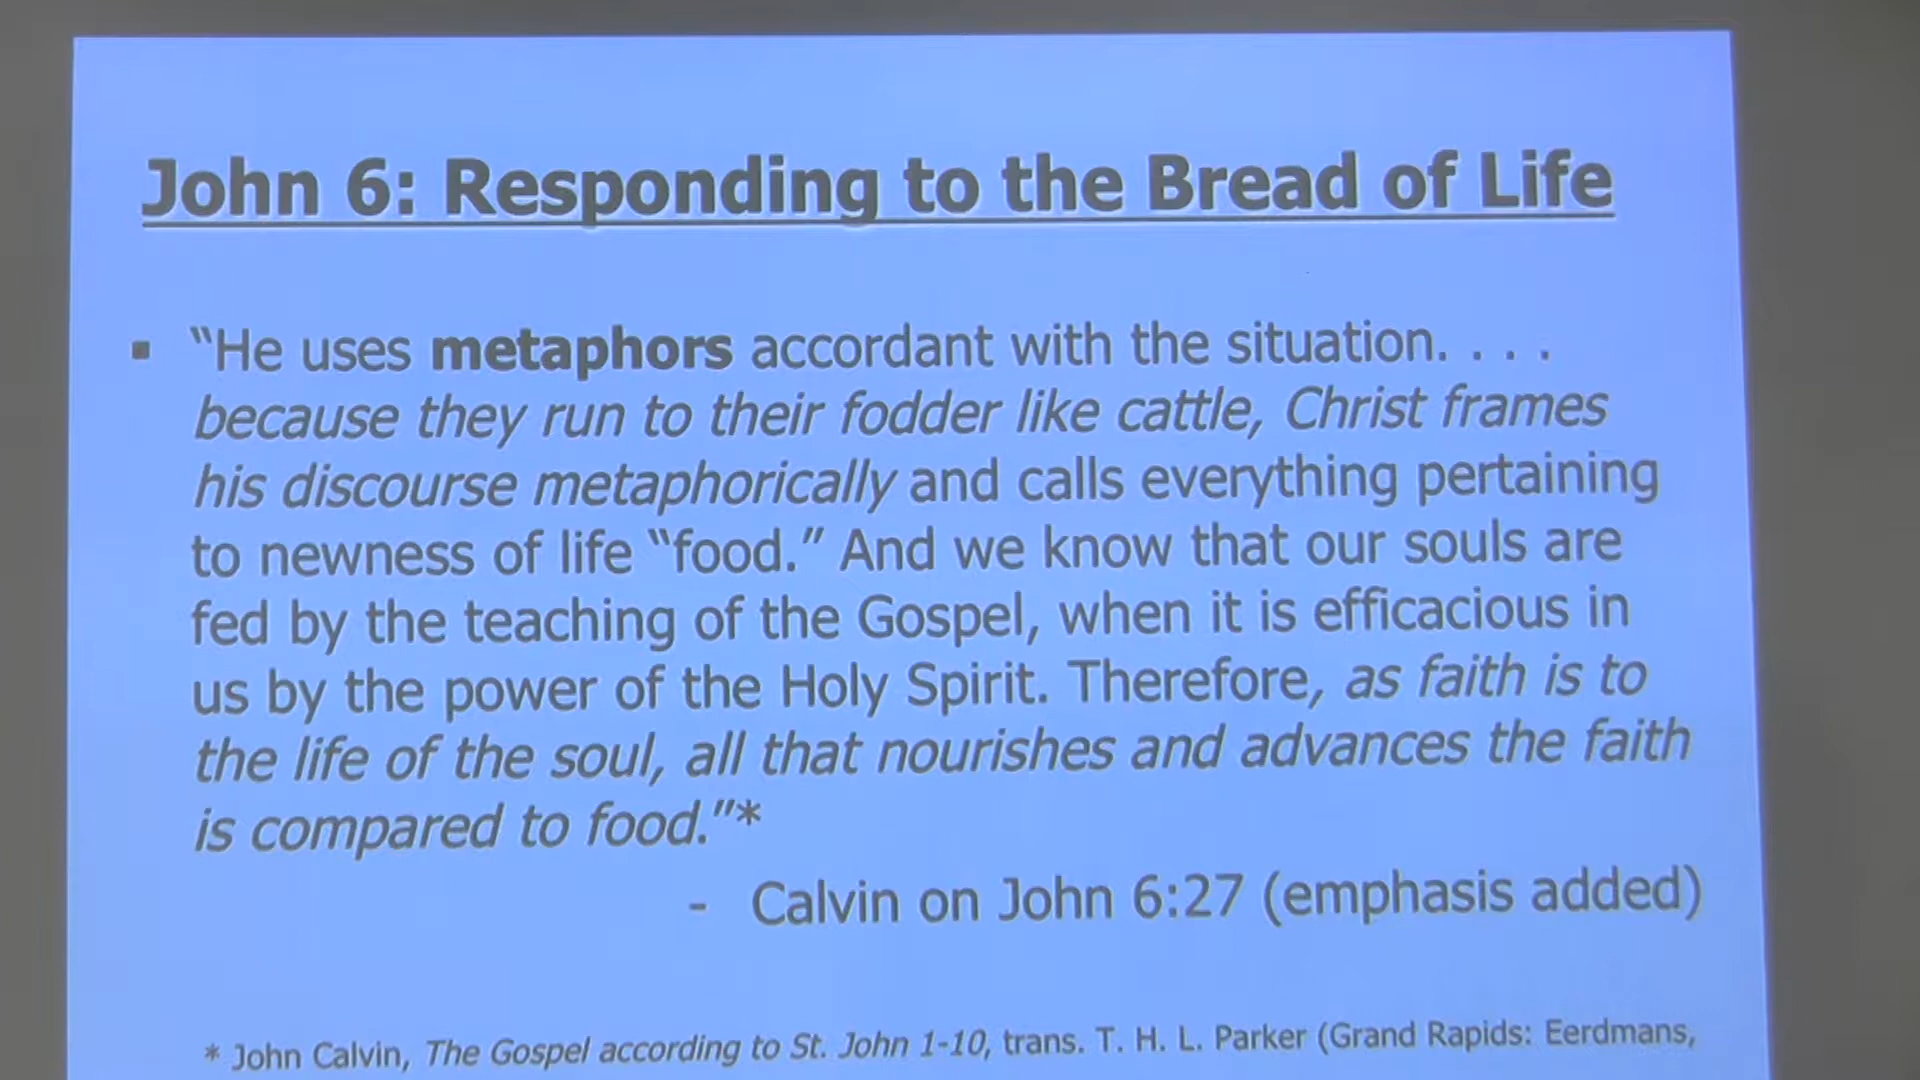 John 6: Responding to the Bread of Life
▪ “He uses metaphors accordant with the situation. . . .
because they run to their fodder like cattle, Christ frames
his discourse metaphorically and calls everything pertaining
to newness of life “food.” And we know that our souls are
fed by the teaching of the Gospel, when it is efficacious in
us by the power of the Holy Spirit. Therefore, as faith is to
the life of the soul, all that nourishes and advances the faith
is compared to food.”*
- Calvin on John 6:27 (emphasis added)
* John Calvin, The Gospel according to St. John 1-10, trans. T. H. L. Parker (Grand Rapids: Eerdmans,